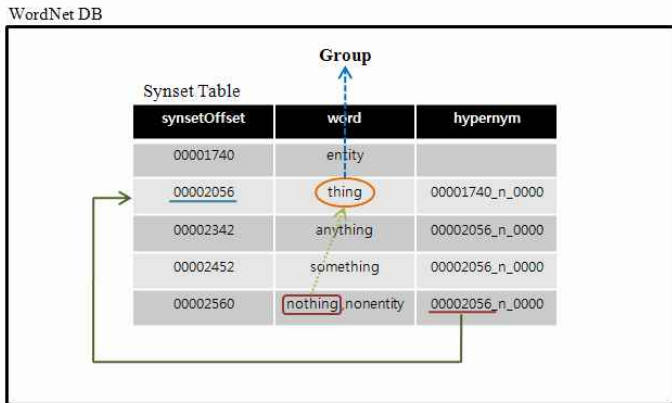 WordNet DB
Group
Synset Table
synsetOffset word hypernym
00001740 entity
00002056 thing 00001740_n_0000
00002342 anything 00002056_n_0000
00002452 something 00002056_n_0000
00002560 nothing,nonentity 00002056_n_0000